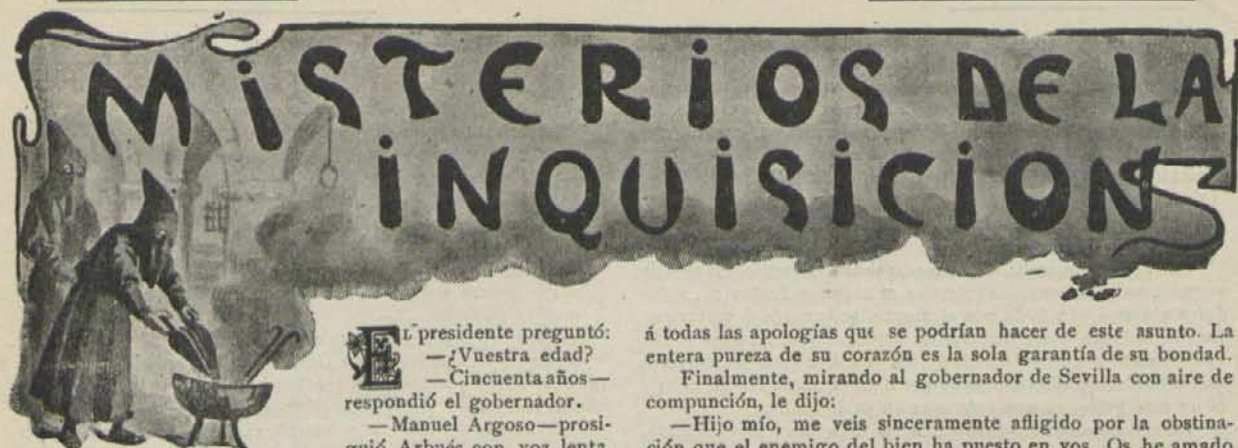 MISTERIOS DE LA
INQUISICION
EL presidente preguntó:
—¿Vuestra edad?
—Cincuenta años—
respondió el gobernador.
—Manuel Argoso—prosi-
guió Arbués con voz lenta,
á todas las apologías que se podrían hacer de este asunto. La
entera pureza de su corazón es la sola garantía de su bondad.
Finalmente, mirando al gobernador de Sevilla con aire de
compunción, le dijo:
—Hijo mío, me veis sinceramente afligido por la obstina-
ción que el enemigo del bien ha puesto en vos. Os he amado